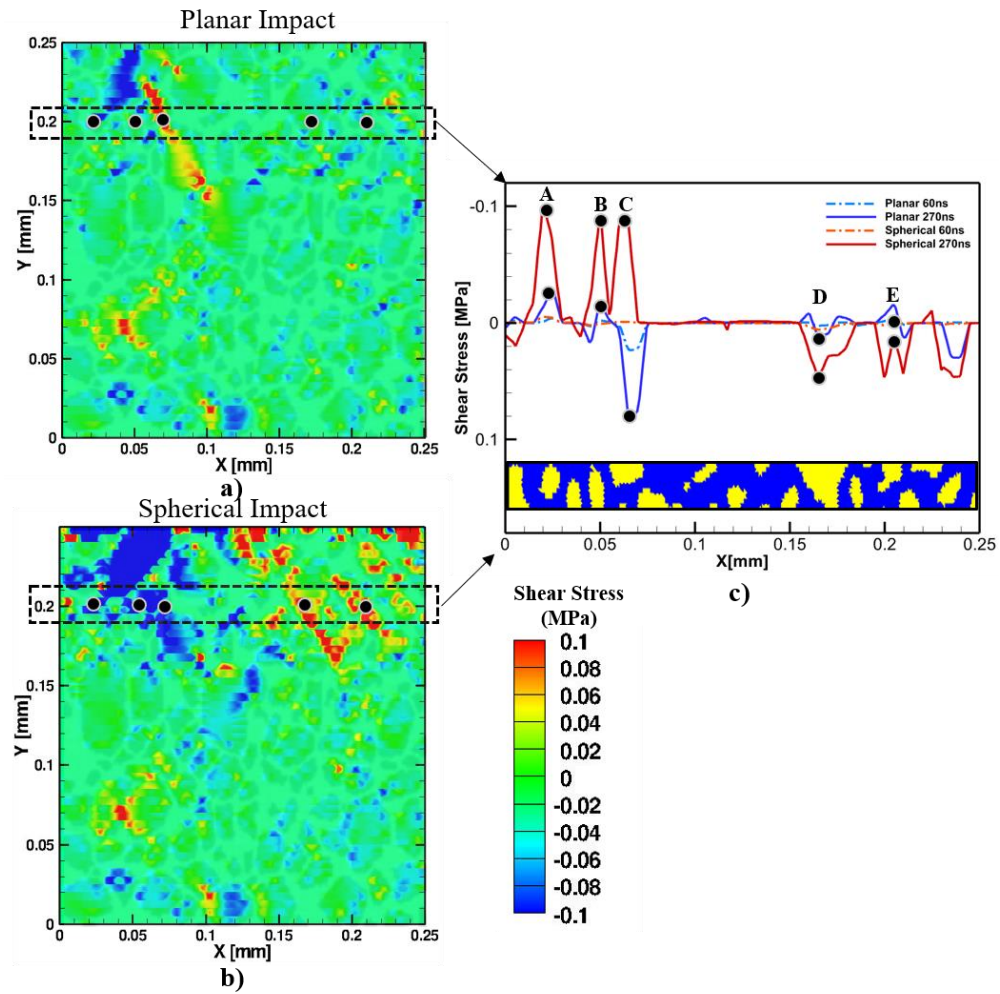 Planar Impact
0.25
0.2
0.15
0.1
0.05
0
Y [mm]
0 0.05 0.1 0.15 0.2 0.25
X [mm]
a)
Spherical Impact
0.2
0.15
0.1
0.05
0
Y [mm]
0 0.05 0.1 0.15 0.2 0.25
X [mm]
b)
A B C D E
Planar 60ns
Planar 270ns
Spherical 60ns
Spherical 270ns
-0.1
0
0.1
Shear Stress [MPa]
0 0.05 0.1 0.15 0.2 0.25
X[mm]
c)
Shear Stress
(MPa)
0.1
0.08
0.06
0.04
0.02
0
-0.02
-0.04
-0.06
-0.08
-0.1